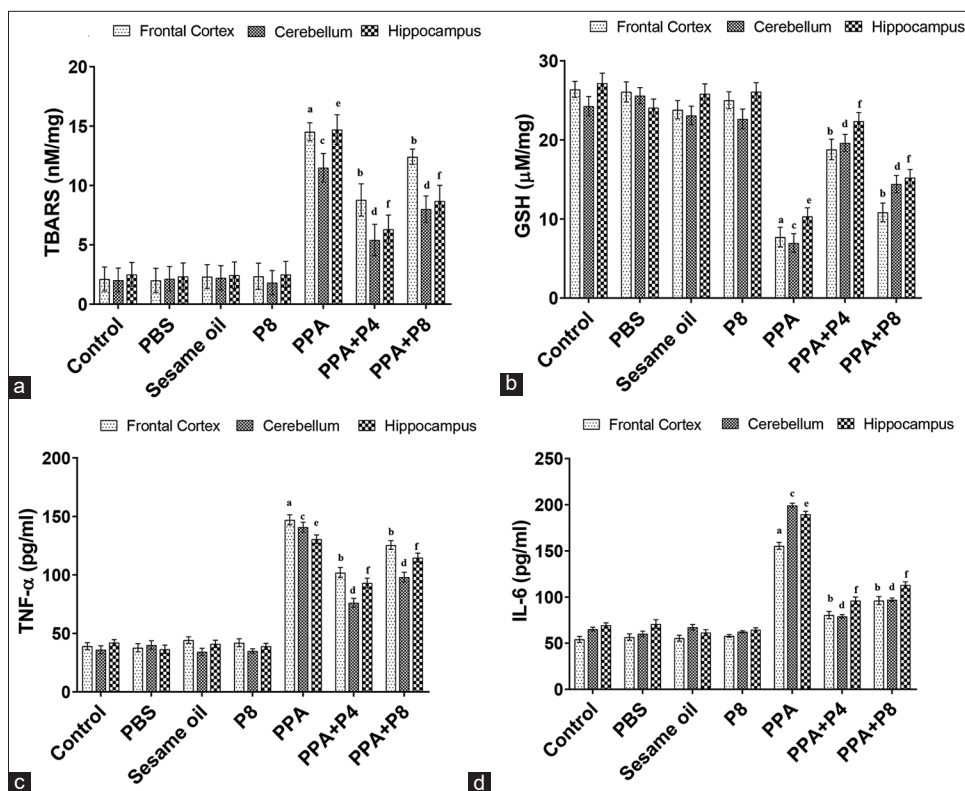 Frontal Cortex Cerebellum Hippocampus
TBARS (nM/mg)
20
15
10
5
0
a
c
e
b
d
f
b
d
f
Control
PBS
Sesame oil
P8
PPA
PPA+P4
PPA+P8
a
Frontal Cortex Cerebellum Hippocampus
GSH (μM/mg)
30
20
10
0
a
c
e
b
d
f
b
d
f
Control
PBS
Sesame oil
P8
PPA
PPA+P4
PPA+P8
b
Frontal Cortex Cerebellum Hippocampus
TNF-α (pg/ml)
200
150
100
50
0
a
c
e
b
d
f
b
d
f
Control
PBS
Sesame oil
P8
PPA
PPA+P4
PPA+P8
c
Frontal Cortex Cerebellum Hippocampus
IL-6 (pg/ml)
250
200
150
100
50
0
a
c
e
b
d
f
b
d
f
Control
PBS
Sesame oil
P8
PPA
PPA+P4
PPA+P8
d